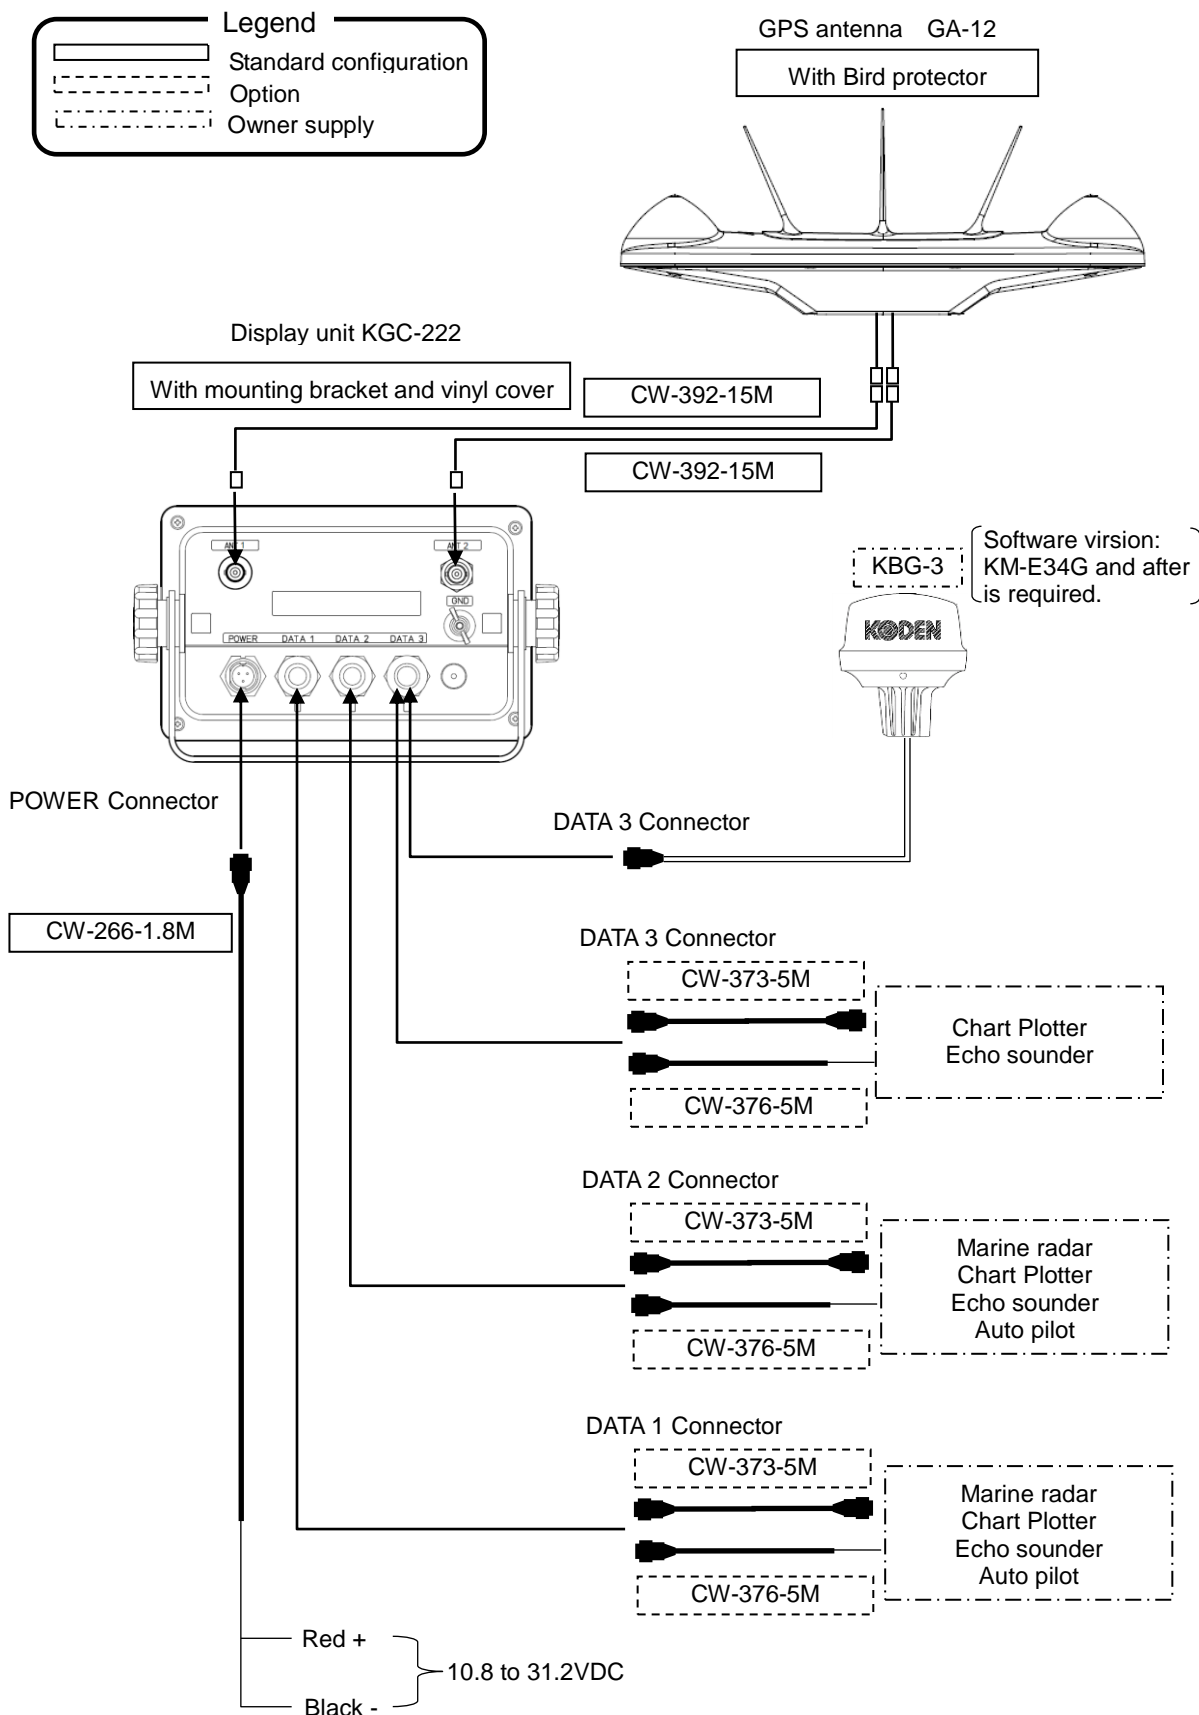 Legend
Standard configuration
Option
Owner supply
GPS antenna GA-12
With Bird protector
Display unit KGC-222
With mounting bracket and vinyl cover
CW-392-15M
CW-392-15M
ANT 1
ANT 2
GND
POWER DATA 1 DATA 2 DATA 3
KBG-3
Software virsion:
KM-E34G and after
is required.
KODEN
POWER Connector
DATA 3 Connector
CW-266-1.8M
DATA 3 Connector
CW-373-5M
Chart Plotter
Echo sounder
CW-376-5M
DATA 2 Connector
CW-373-5M
Marine radar
Chart Plotter
Echo sounder
Auto pilot
CW-376-5M
DATA 1 Connector
CW-373-5M
Marine radar
Chart Plotter
Echo sounder
Auto pilot
CW-376-5M
Red +
10.8 to 31.2VDC
Black -